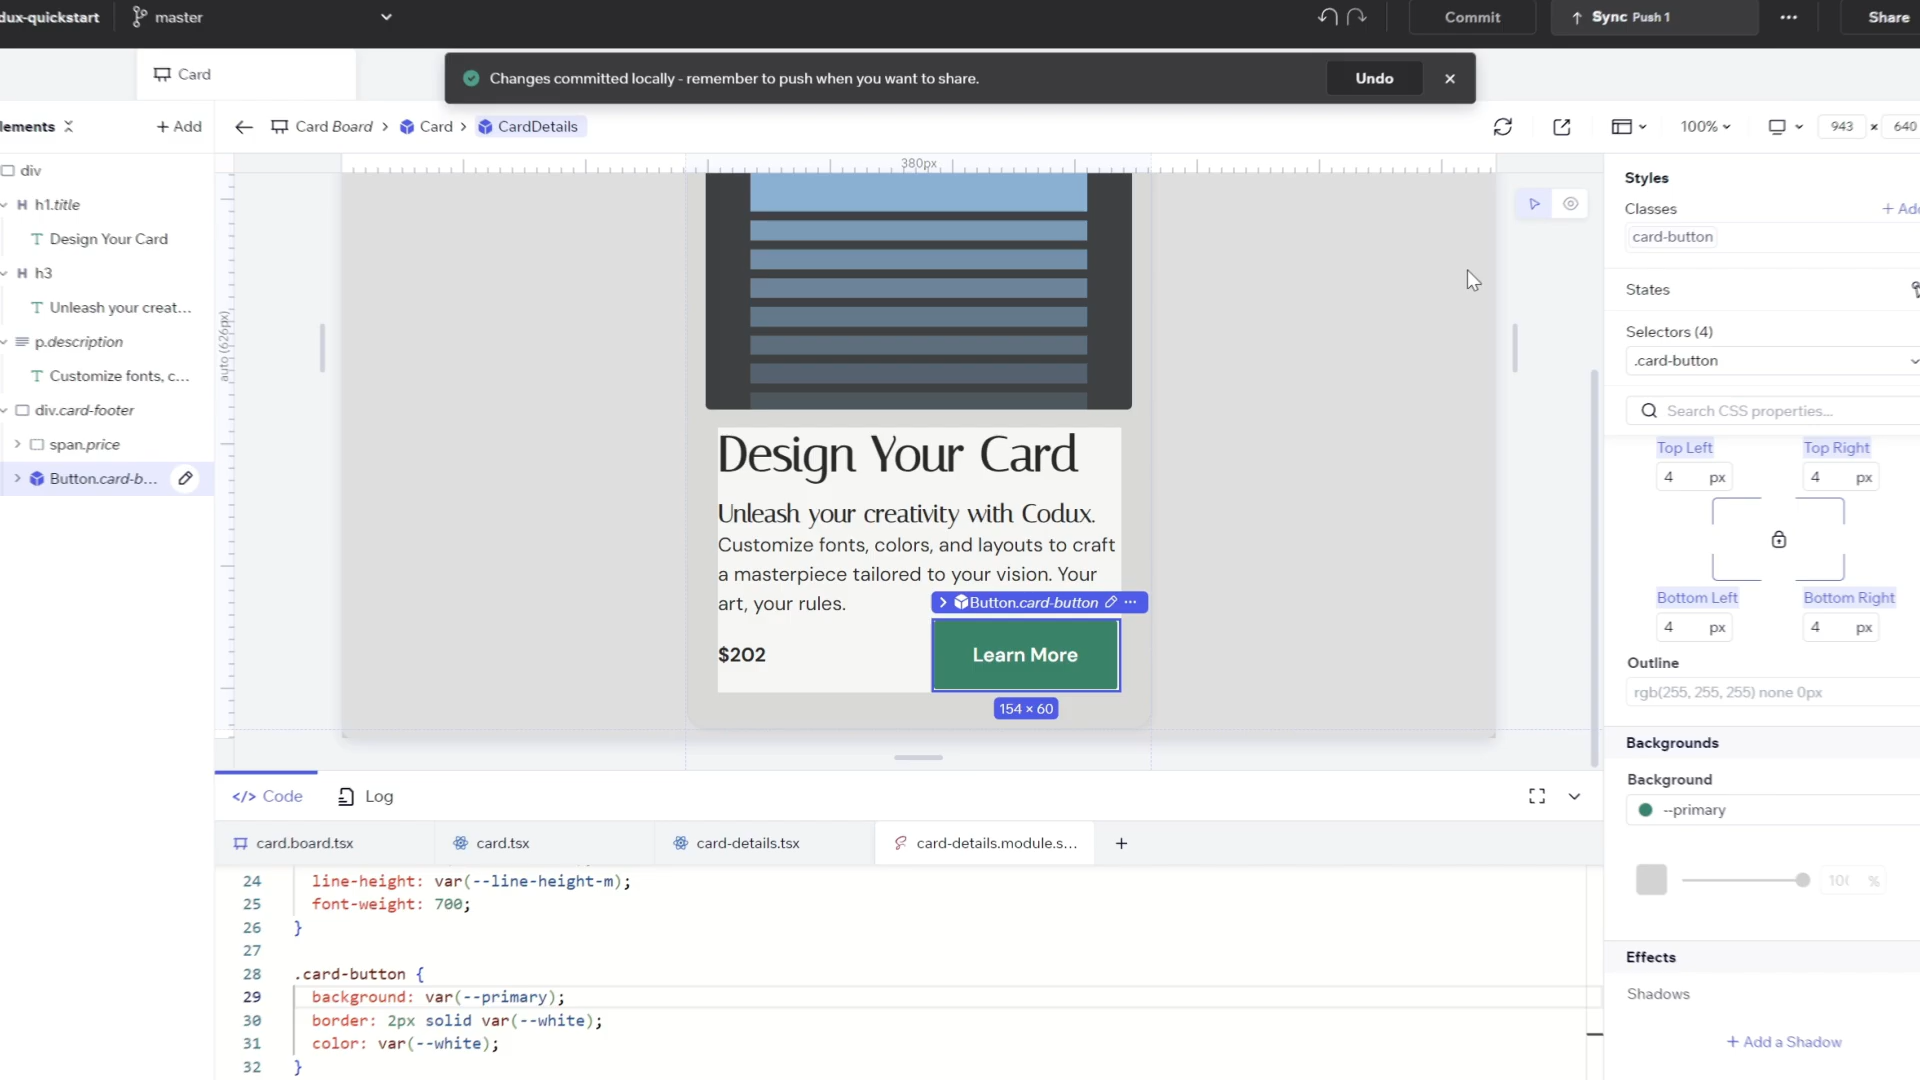 dux-quickstart
master
Commit
Sync Push 1
Share
Card
Changes committed locally - remember to push when you want to share.
Undo
lements
+ Add
Card Board > Card > CardDetails
100%
943 × 640
div
h1.title
Design Your Card
h3
Unleash your creat...
p.description
Customize fonts, c...
div.card-footer
span.price
Button.card-b...
380px
auto (626px)
Design Your Card
Unleash your creativity with Codux.
Customize fonts, colors, and layouts to craft
a masterpiece tailored to your vision. Your
art, your rules.
Button.card-button
$202
Learn More
154 × 60
Styles
Classes
+ Add
card-button
States
Selectors (4)
.card-button
Search CSS properties...
Top Left
Top Right
4 px
4 px
Bottom Left
Bottom Right
4 px
4 px
Outline
rgb(255, 255, 255) none 0px
Backgrounds
Background
--primary
%
Effects
Shadows
+ Add a Shadow
</> Code
Log
card.board.tsx
card.tsx
card-details.tsx
card-details.module.s...
+
24 line-height: var(--line-height-m);
25 font-weight: 700;
26 }
27
28 .card-button {
29 background: var(--primary);
30 border: 2px solid var(--white);
31 color: var(--white);
32 }